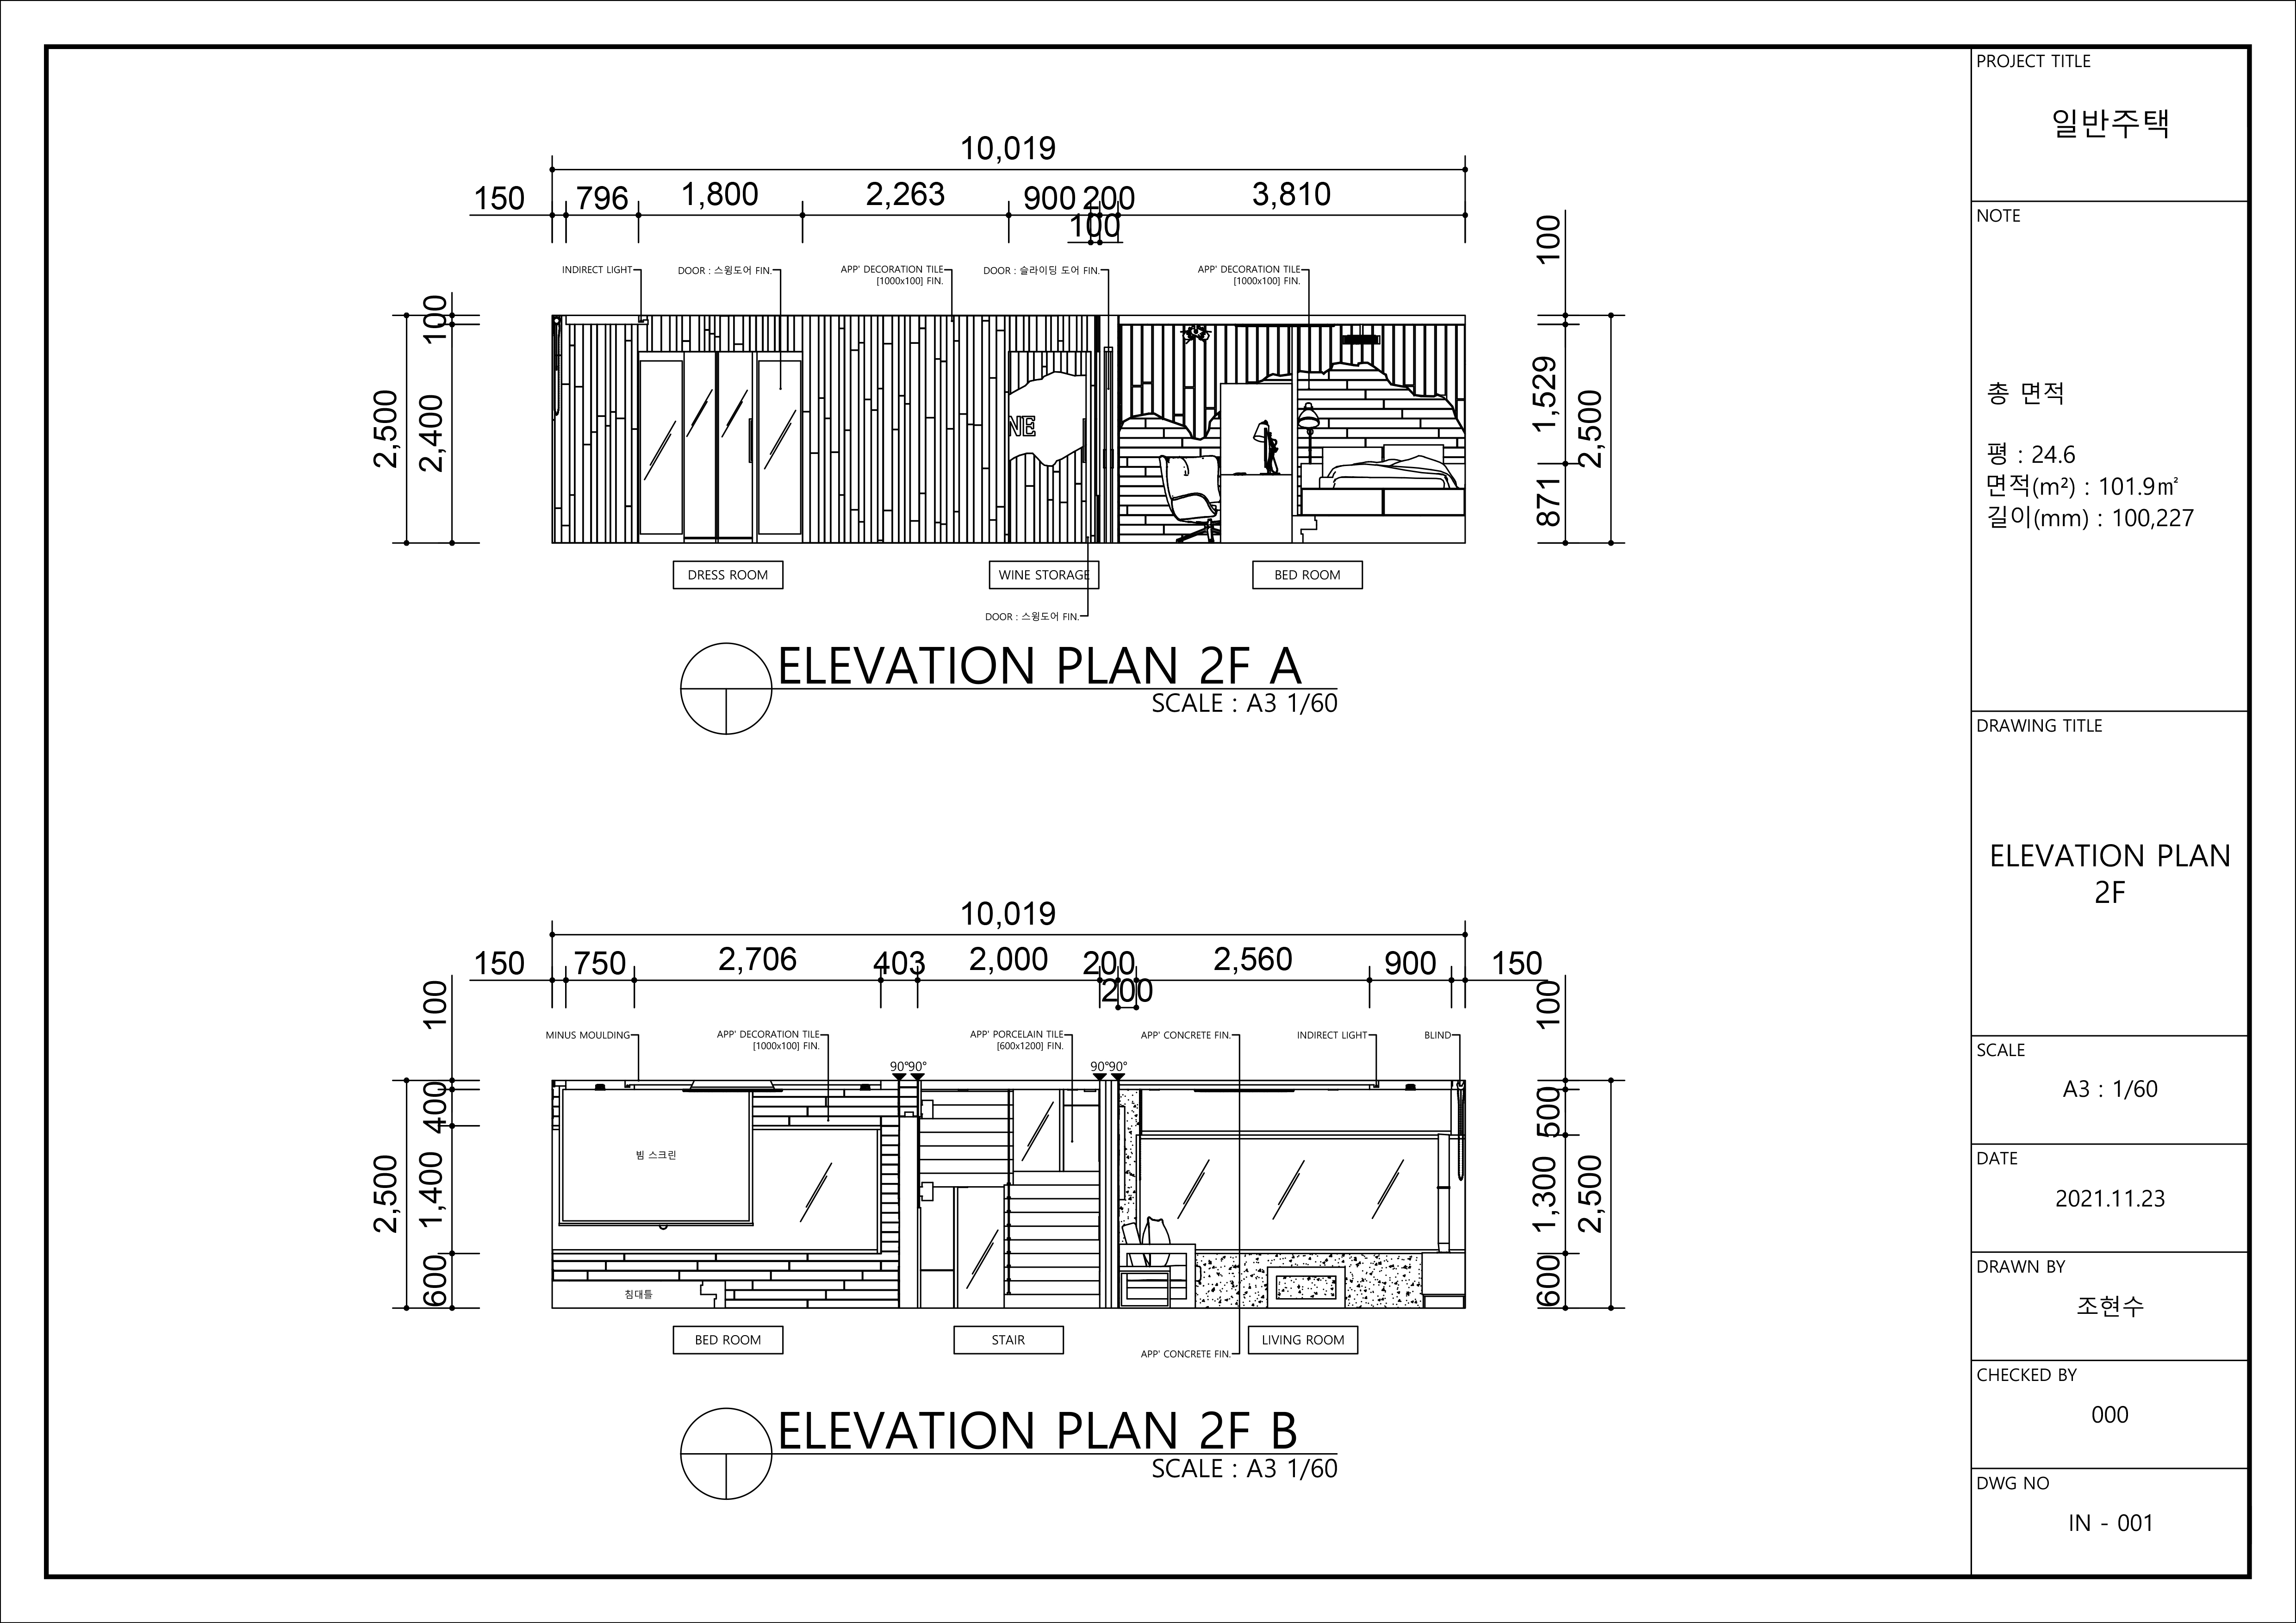 PROJECT TITLE
일반주택
NOTE
총 면적
평 : 24.6
면적(m²) : 101.9㎡
길이(mm) : 100,227
DRAWING TITLE
ELEVATION PLAN
2F
SCALE
A3 : 1/60
DATE
2021.11.23
DRAWN BY
조현수
CHECKED BY
000
DWG NO
IN - 001
10,019
150 796 1,800 2,263 900 200 3,810
100
100
INDIRECT LIGHT
DOOR : 스윙도어 FIN.
APP' DECORATION TILE
[1000x100] FIN.
DOOR : 슬라이딩 도어 FIN.
APP' DECORATION TILE
[1000x100] FIN.
100
2,500
2,400
1,529
2,500
871
NE
DRESS ROOM
WINE STORAGE
BED ROOM
DOOR : 스윙도어 FIN.
ELEVATION PLAN 2F A
SCALE : A3 1/60
10,019
150 750 2,706 403 2,000 200 2,560 900 150
200
100
100
MINUS MOULDING
APP' DECORATION TILE
[1000x100] FIN.
APP' PORCELAIN TILE
[600x1200] FIN.
APP' CONCRETE FIN.
INDIRECT LIGHT
BLIND
90°90°
90°90°
400
500
2,500
1,400
1,300
2,500
600
600
빔 스크린
침대틀
BED ROOM
STAIR
LIVING ROOM
APP' CONCRETE FIN.
ELEVATION PLAN 2F B
SCALE : A3 1/60